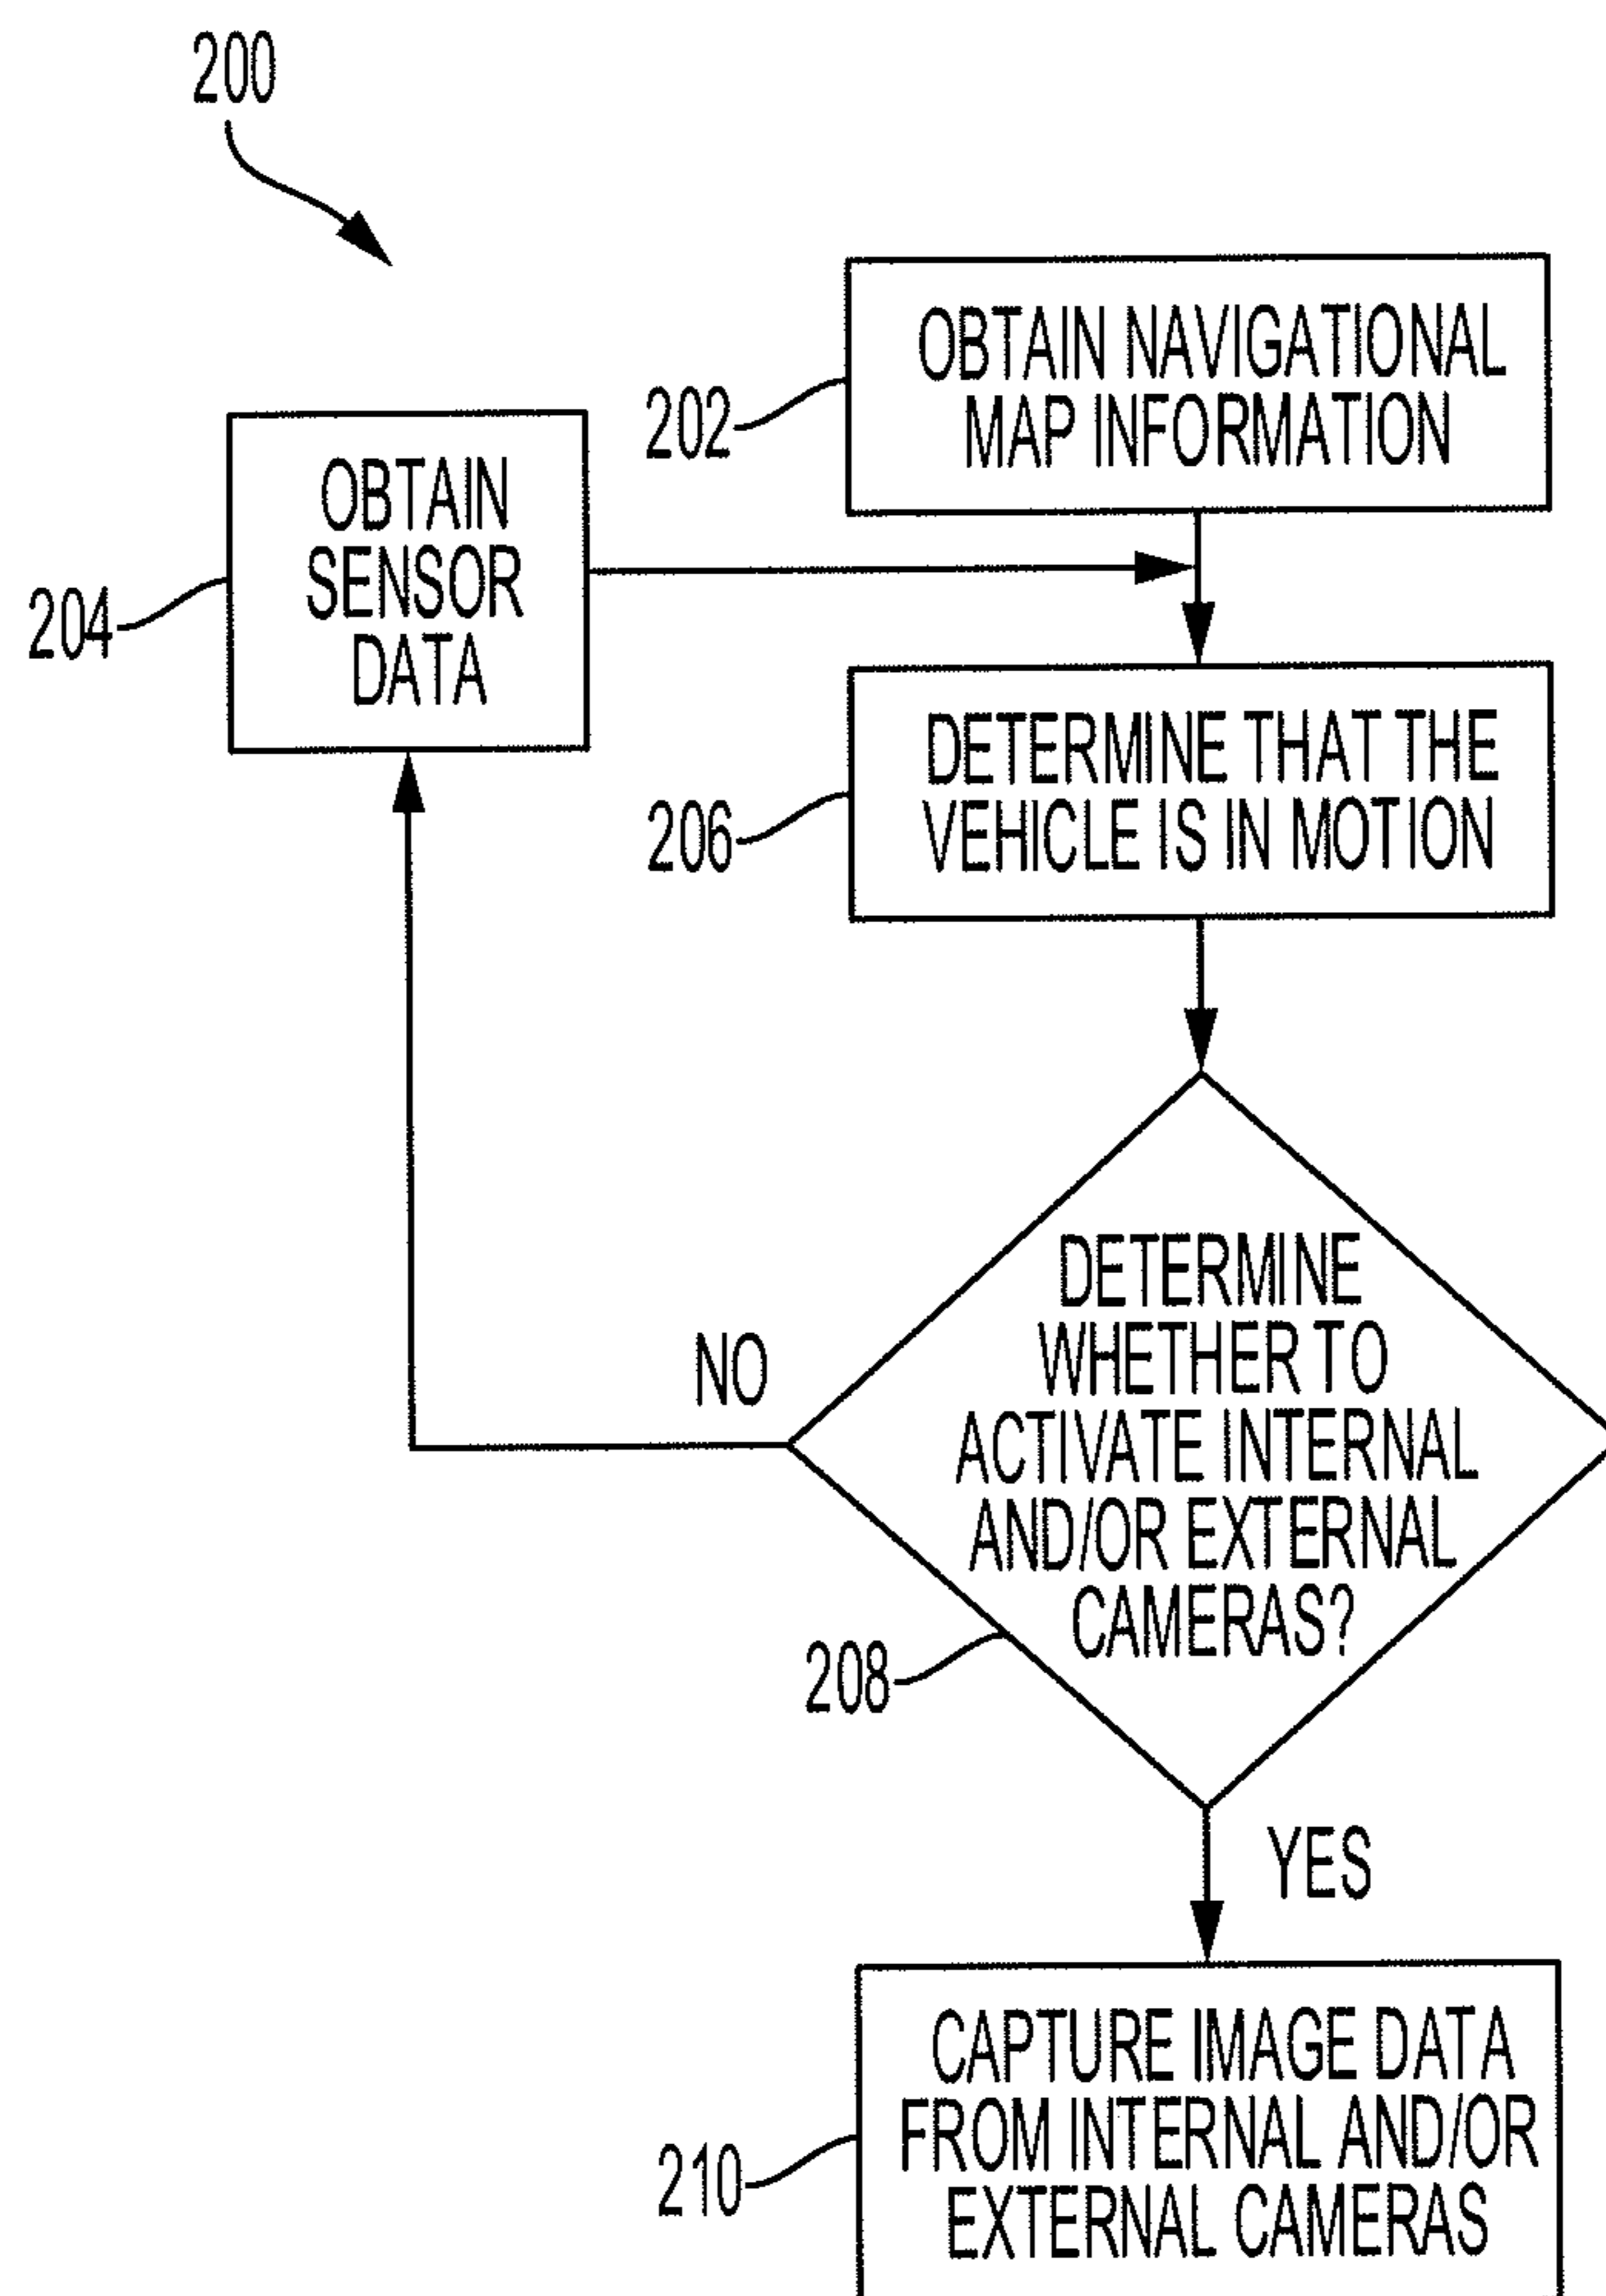 200
OBTAIN NAVIGATIONAL
MAP INFORMATION
202
OBTAIN
SENSOR
DATA
204
DETERMINE THAT THE
VEHICLE IS IN MOTION
206
DETERMINE
WHETHER TO
ACTIVATE INTERNAL
AND/OR EXTERNAL
CAMERAS?
NO
208
YES
CAPTURE IMAGE DATA
FROM INTERNAL AND/OR
EXTERNAL CAMERAS
210